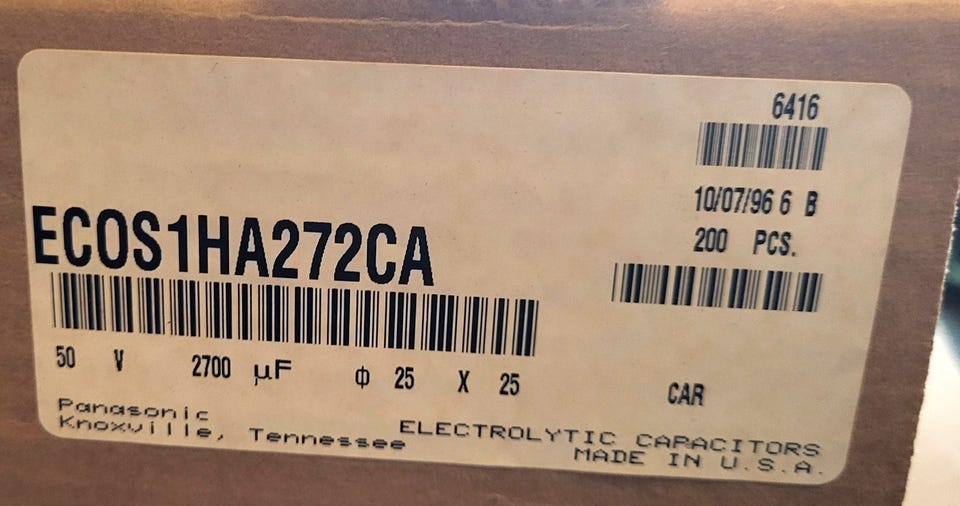 6416
10/07/96 6 B
200 PCS.
ECOS1HA272CA
50 V 2700 µF Φ 25 X 25
CAR
Panasonic
Knoxville, Tennessee
ELECTROLYTIC CAPACITORS
MADE IN U.S.A.